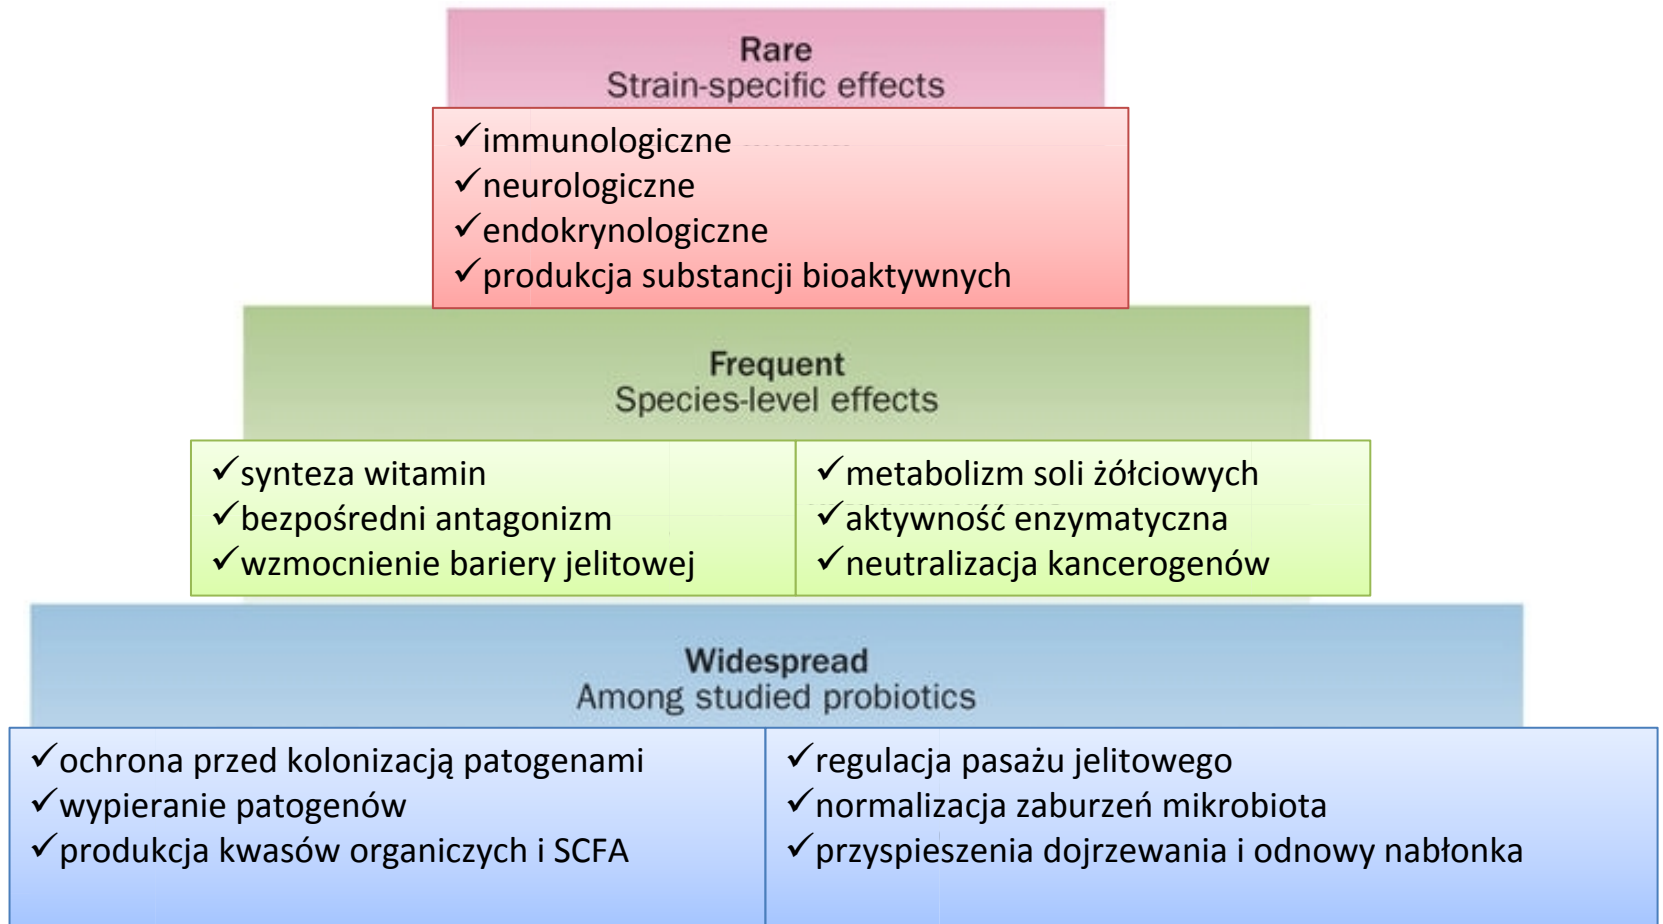 Rare
Strain-specific effects
✓immunologiczne
✓neurologiczne
✓endokrynologiczne
✓produkcja substancji bioaktywnych
Frequent
Species-level effects
✓synteza witamin
✓bezpośredni antagonizm
✓wzmocnienie bariery jelitowej
✓metabolizm soli żółciowych
✓aktywność enzymatyczna
✓neutralizacja kancerogenów
Widespread
Among studied probiotics
✓ochrona przed kolonizacją patogenami
✓wypieranie patogenów
✓produkcja kwasów organiczych i SCFA
✓regulacja pasażu jelitowego
✓normalizacja zaburzeń mikrobiota
✓przyspieszenia dojrzewania i odnowy nabłonka